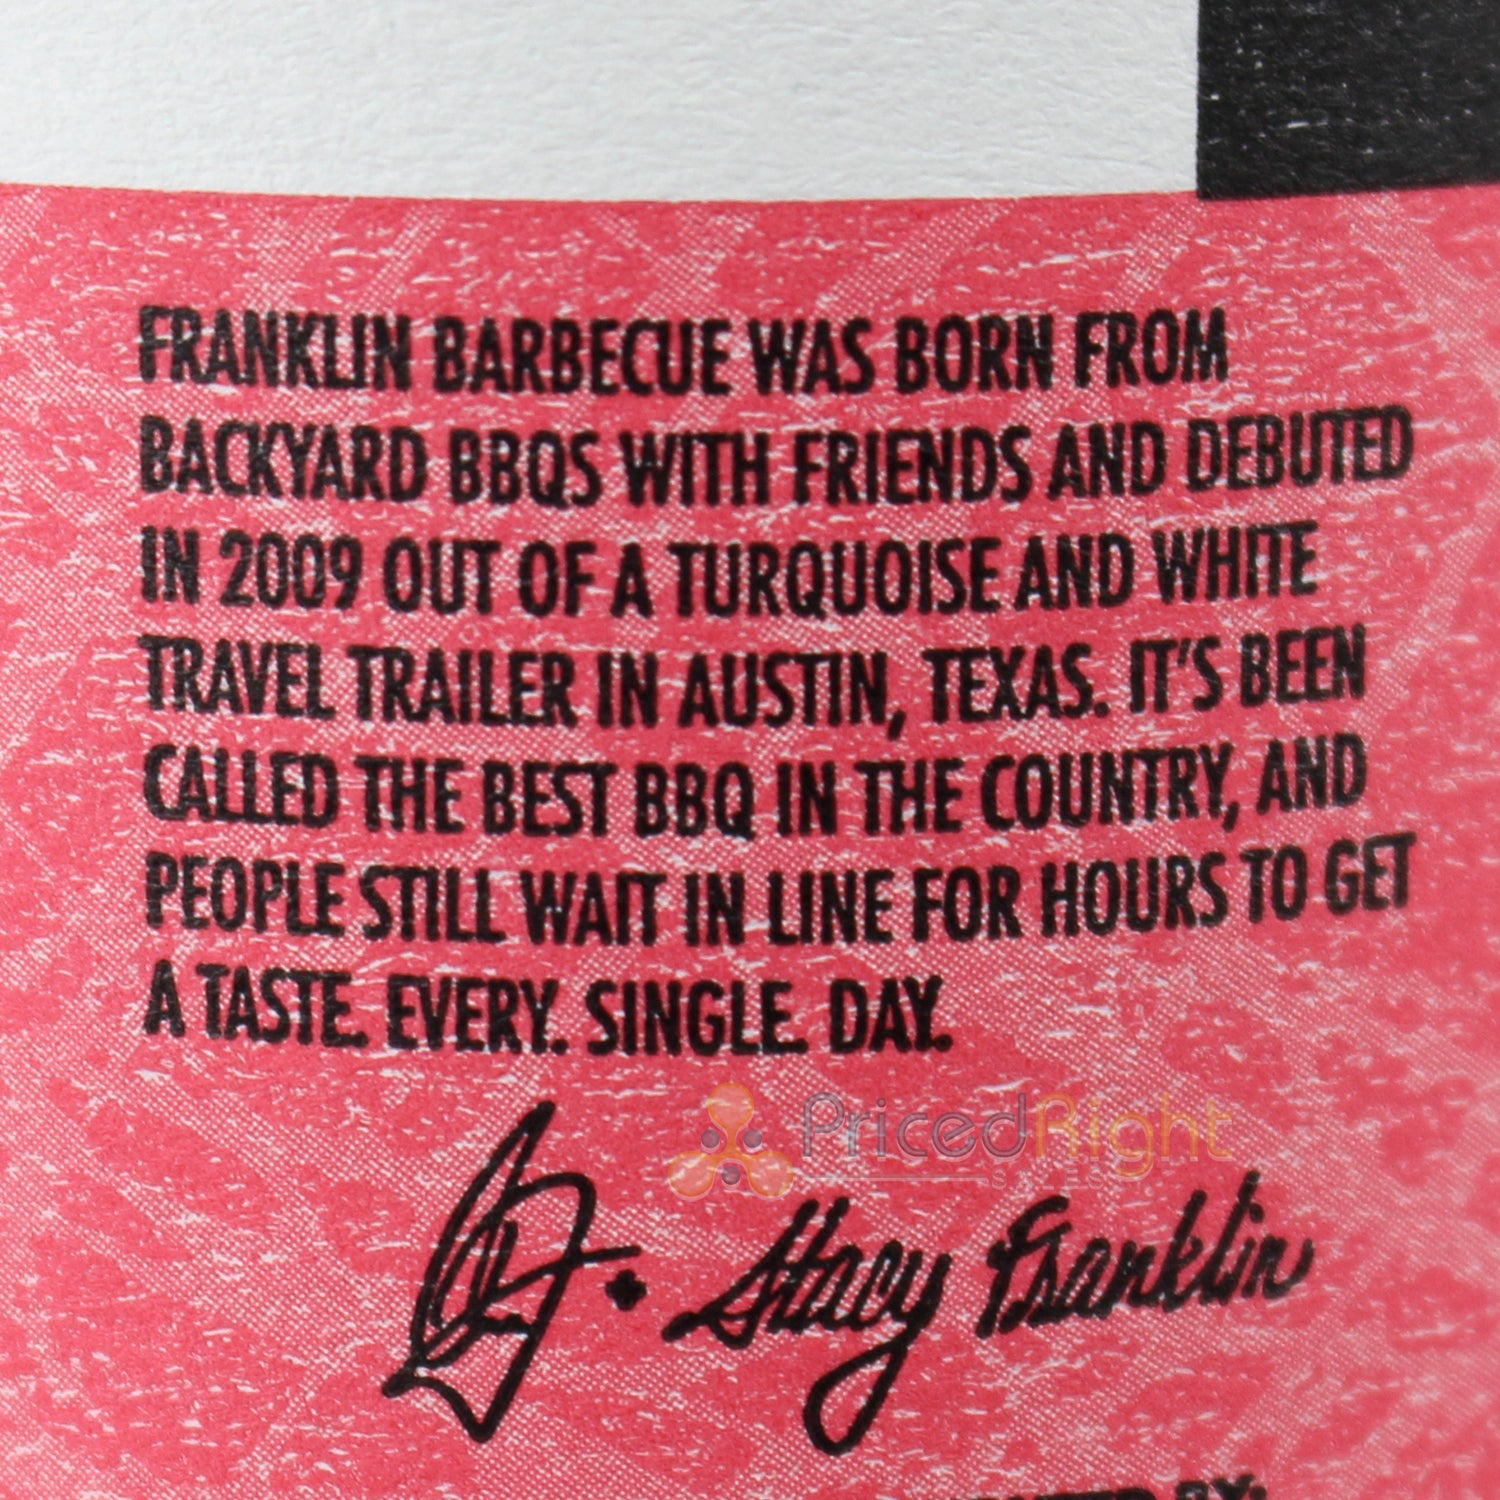 FRANKLIN BARBECUE WAS BORN FROM
BACKYARD BBQS WITH FRIENDS AND DEBUTED
IN 2009 OUT OF A TURQUOISE AND WHITE
TRAVEL TRAILER IN AUSTIN, TEXAS. IT'S BEEN
CALLED THE BEST BBQ IN THE COUNTRY, AND
PEOPLE STILL WAIT IN LINE FOR HOURS TO GET
A TASTE. EVERY. SINGLE. DAY.
PricedRight
SALES
Stacy Franklin
BY: